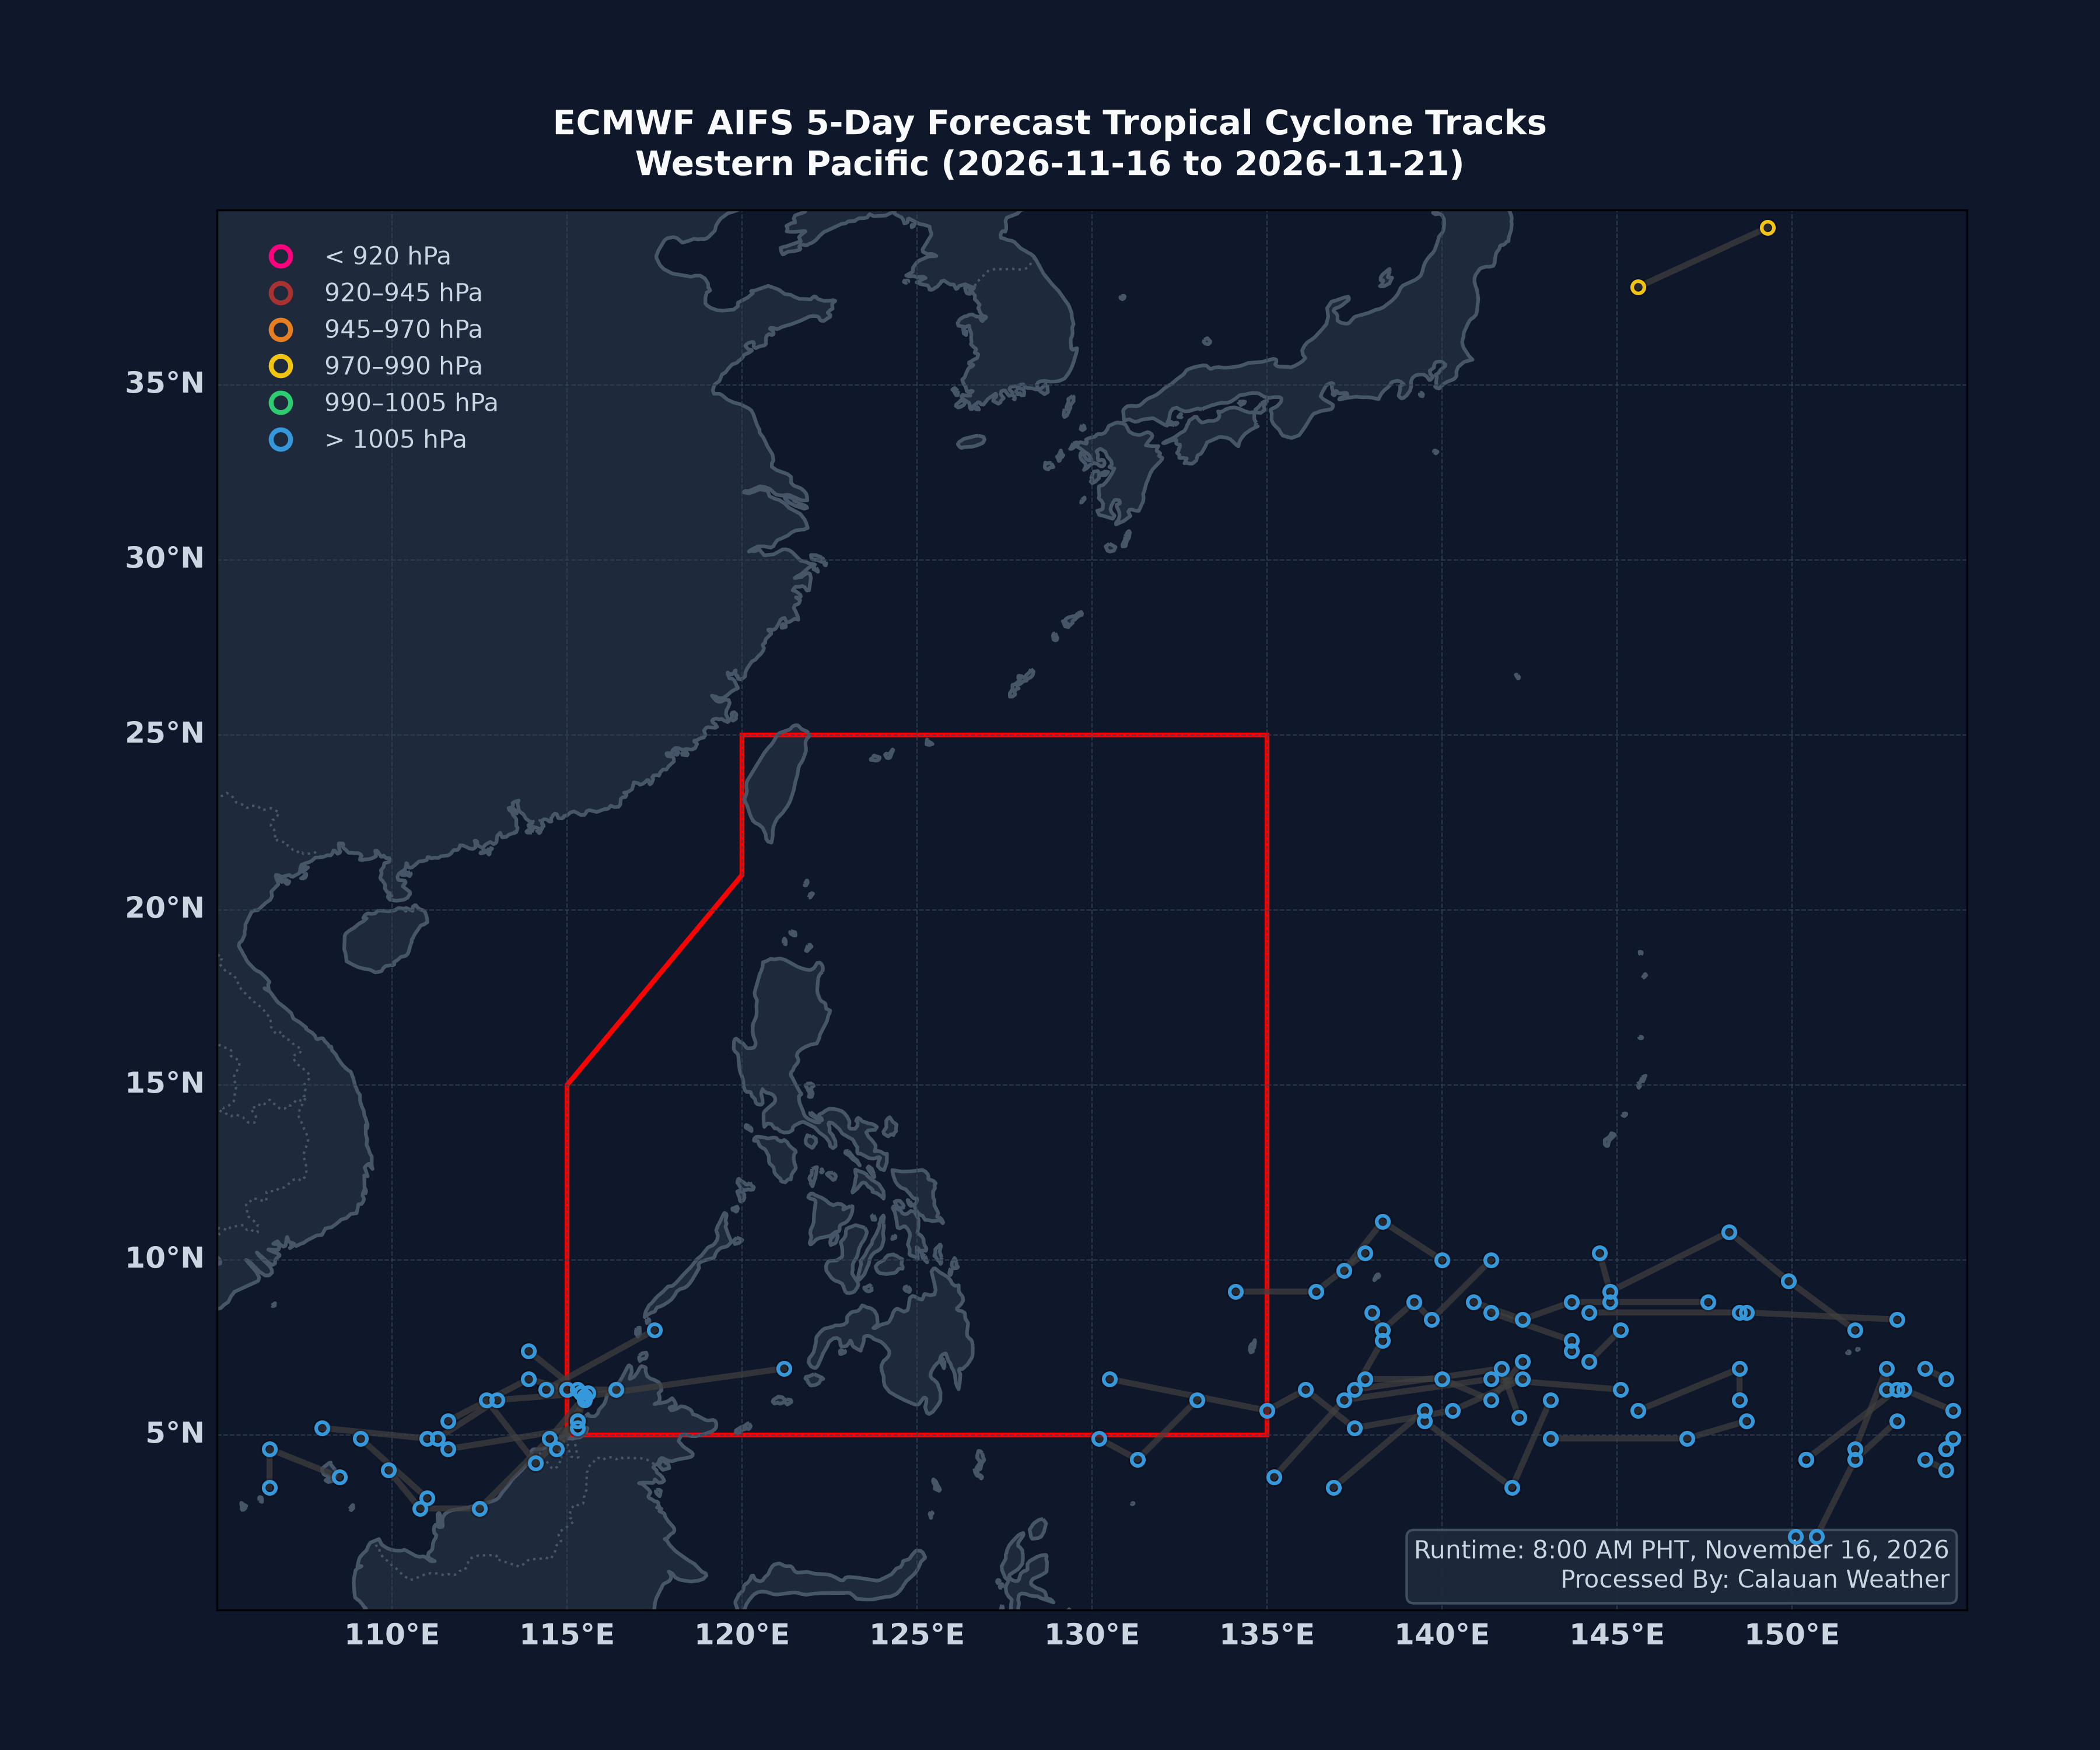 ECMWF AIFS 5-Day Forecast Tropical Cyclone Tracks
Western Pacific (2026-11-16 to 2026-11-21)
< 920 hPa
920–945 hPa
945–970 hPa
970–990 hPa
990–1005 hPa
> 1005 hPa
35°N
30°N
25°N
20°N
15°N
10°N
5°N
Runtime: 8:00 AM PHT, November 16, 2026
Processed By: Calauan Weather
110°E
115°E
120°E
125°E
130°E
135°E
140°E
145°E
150°E